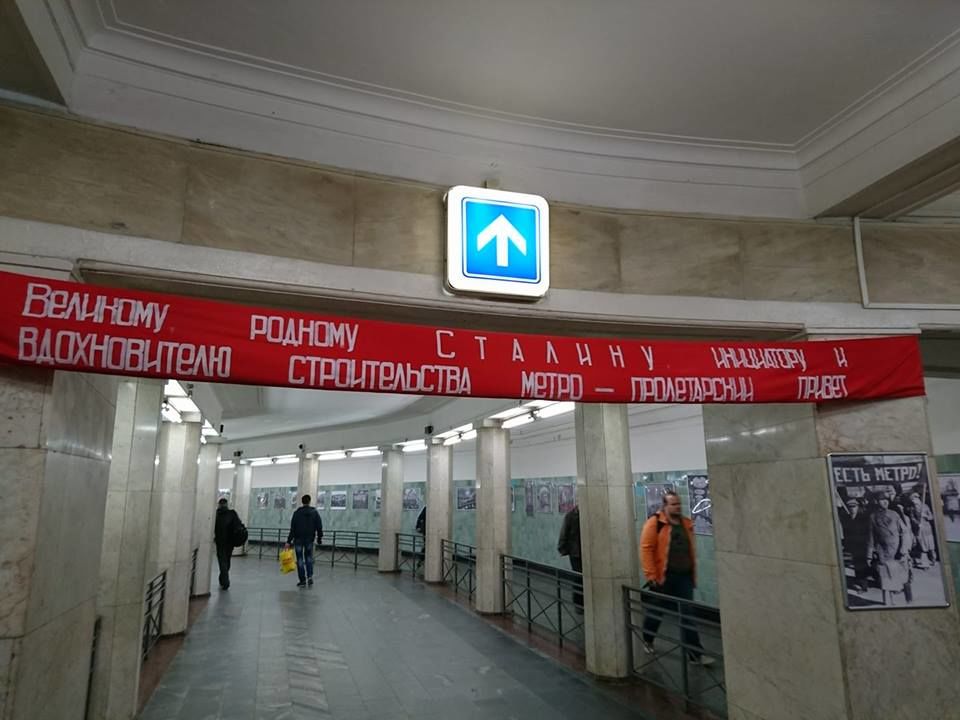 Великому родному Сталину инициатору и
вдохновителю строительства метро — пролетарский привет
ЕСТЬ МЕТРО!